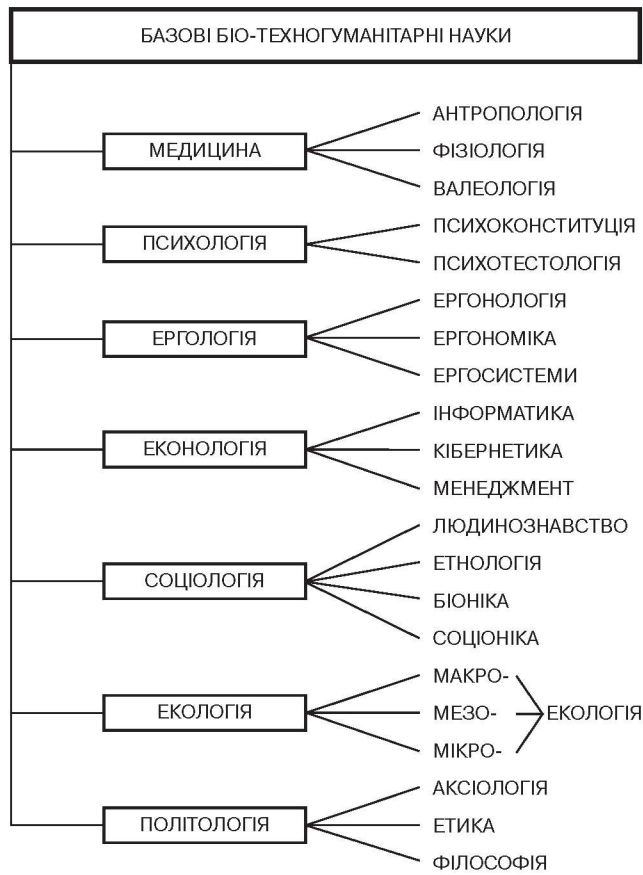 БАЗОВІ БІО-ТЕХНОГУМАНІТАРНІ НАУКИ
МЕДИЦИНА
АНТРОПОЛОГІЯ
ФІЗІОЛОГІЯ
ВАЛЕОЛОГІЯ
ПСИХОЛОГІЯ
ПСИХОКОНСТИТУЦІЯ
ПСИХОТЕСТОЛОГІЯ
ЕРГОЛОГІЯ
ЕРГОНОЛОГІЯ
ЕРГОНОМІКА
ЕРГОСИСТЕМИ
ЕКОНОЛОГІЯ
ІНФОРМАТИКА
КІБЕРНЕТИКА
МЕНЕДЖМЕНТ
СОЦІОЛОГІЯ
ЛЮДИНОЗНАВСТВО
ЕТНОЛОГІЯ
БІОНІКА
СОЦІОНІКА
ЕКОЛОГІЯ
МАКРО-
МЕЗО-
МІКРО-
ЕКОЛОГІЯ
ПОЛІТОЛОГІЯ
АКСІОЛОГІЯ
ЕТИКА
ФІЛОСОФІЯ